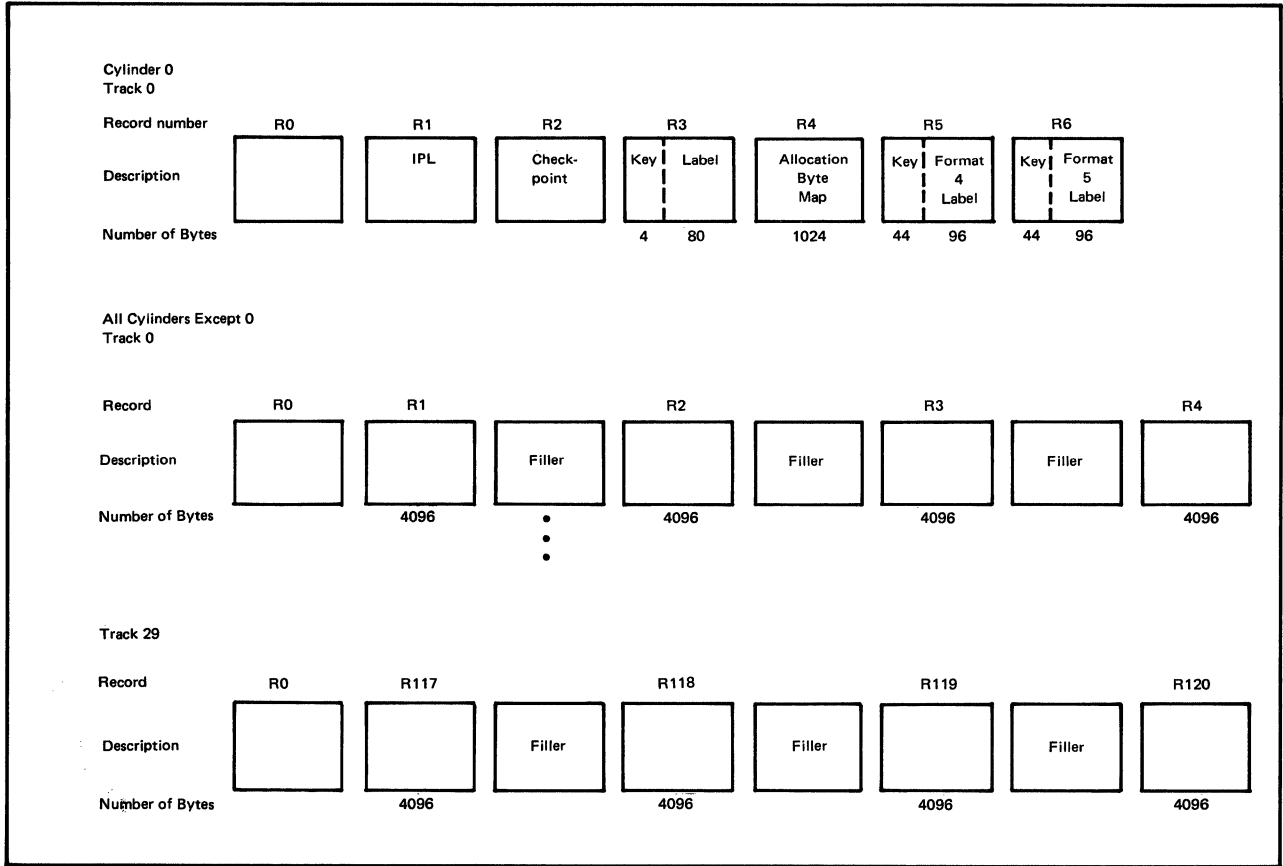 Cylinder 0
Track 0
Record number R0 R1 R2 R3 R4 R5 R6
Description IPL Check-point Key Label Allocation Byte Map Key Format 4 Label Key Format 5 Label
Number of Bytes 4 80 1024 44 96 44 96
All Cylinders Except 0
Track 0
Record R0 R1 R2 R3 R4
Description Filler Filler Filler
Number of Bytes 4096 4096 4096 4096
Track 29
Record R0 R117 R118 R119 R120
Description Filler Filler Filler
Number of Bytes 4096 4096 4096 4096